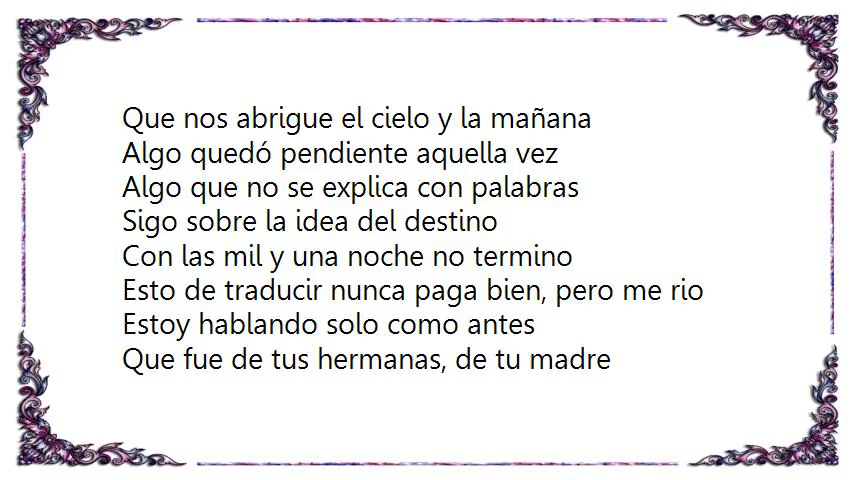 Que nos abrigue el cielo y la mañana
Algo quedó pendiente aquella vez
Algo que no se explica con palabras
Sigo sobre la idea del destino
Con las mil y una noche no termino
Esto de traducir nunca paga bien, pero me rio
Estoy hablando solo como antes
Que fue de tus hermanas, de tu madre